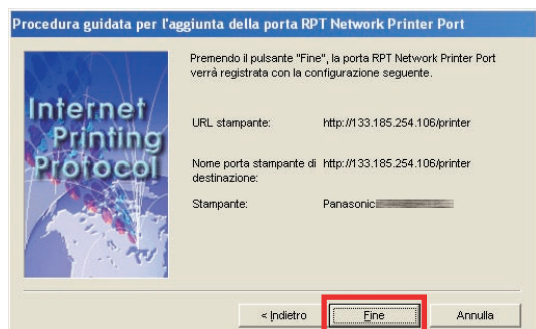 Procedura guidata per l'aggiunta della porta RPT Network Printer Port
Premendo il pulsante "Fine", la porta RPT Network Printer Port
verrà registrata con la configurazione seguente.
Internet
Printing
Protocol
URL stampante: http://133.185.254.106/printer
Nome porta stampante di http://133.185.254.106/printer
destinazione:
Stampante: Panasonic
< Indietro Fine Annulla